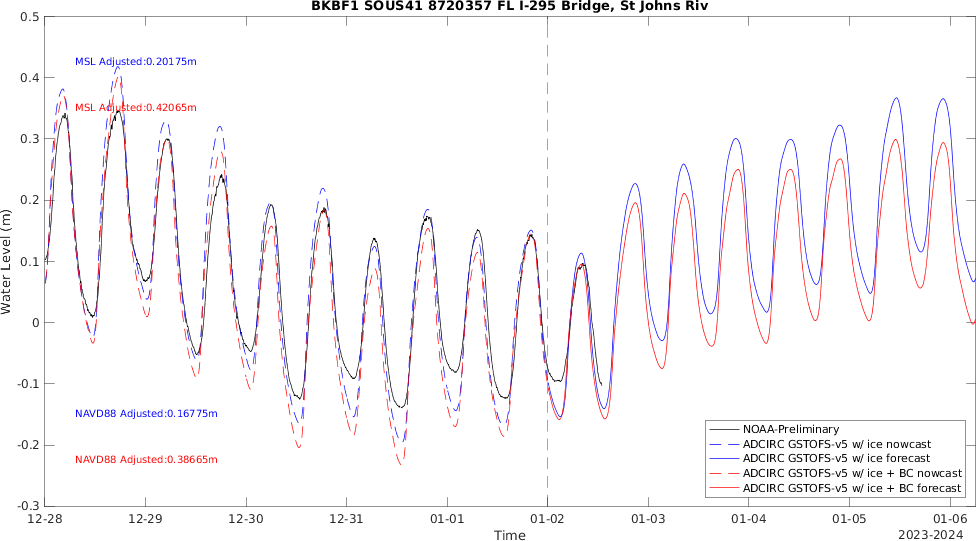 BKBF1 SOUS41 8720357 FL I-295 Bridge, St Johns Riv
0.5
0.4
0.3
0.2
0.1
0
-0.1
-0.2
-0.3
Water Level (m)
MSL Adjusted:0.20175m
MSL Adjusted:0.42065m
NAVD88 Adjusted:0.16775m
NAVD88 Adjusted:0.38665m
NOAA-Preliminary
ADCIRC GSTOFS-v5 w/ ice nowcast
ADCIRC GSTOFS-v5 w/ ice forecast
ADCIRC GSTOFS-v5 w/ ice + BC nowcast
ADCIRC GSTOFS-v5 w/ ice + BC forecast
12-28 12-29 12-30 12-31 01-01 01-02 01-03 01-04 01-05 01-06
Time
2023-2024